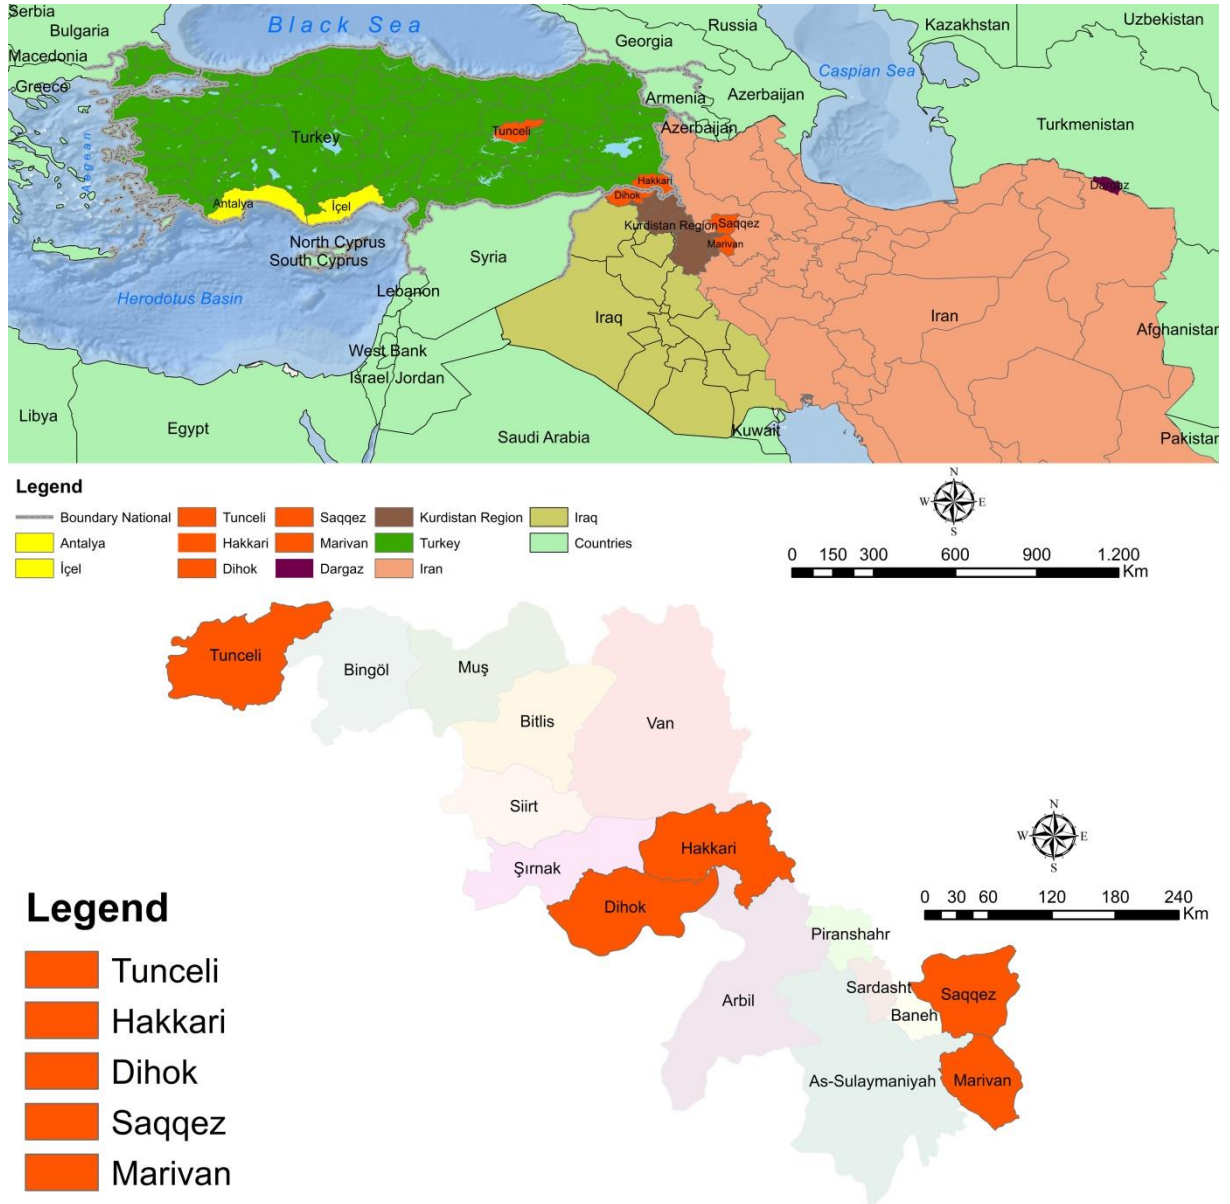 Serbia
Bulgaria
Black Sea
Russia
Kazakhstan
Uzbekistan
Macedonia
Georgia
Caspian Sea
Greece
Armenia
Azerbaijan
Azerbaijan
Turkmenistan
Aegean
Turkey
Tunceli
Hakkari
Dihok
Dargaz
Antalya
İçel
Kurdistan Region
Saqqez
Marivan
North Cyprus
South Cyprus
Syria
Herodotus Basin
Lebanon
Iraq
Iran
Afghanistan
West Bank
Israel
Jordan
Libya
Egypt
Saudi Arabia
Kuwait
Pakistan
Legend
Boundary National
Tunceli
Saqqez
Kurdistan Region
Iraq
Antalya
Hakkari
Marivan
Turkey
Countries
İçel
Dihok
Dargaz
Iran
N
W
E
S
0 150 300 600 900 1.200
Km
Tunceli
Bingöl
Muş
Bitlis
Van
Siirt
Şırnak
Hakkari
Dihok
N
W
E
S
0 30 60 120 180 240
Km
Piranshahr
Arbil
Sardasht
Saqqez
Baneh
As-Sulaymaniyah
Marivan
Legend
Tunceli
Hakkari
Dihok
Saqqez
Marivan